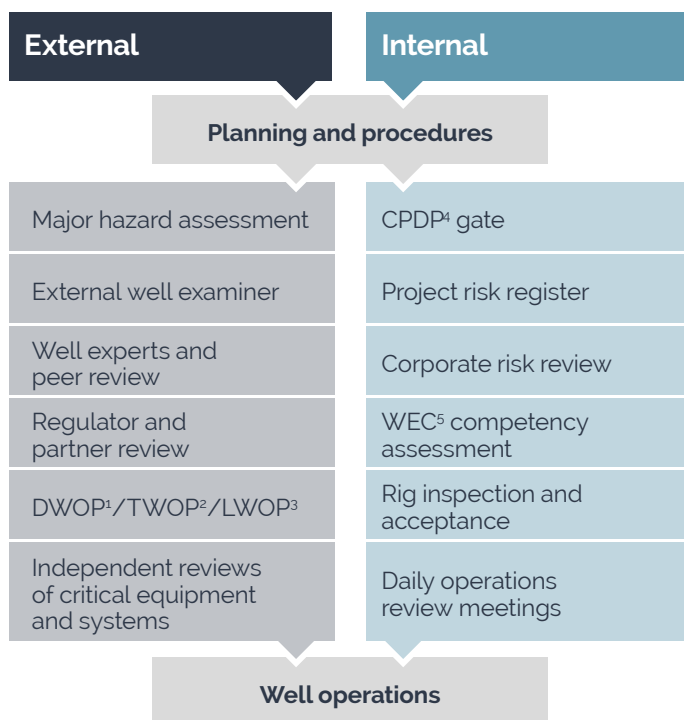 External
Internal
Planning and procedures
Major hazard assessment
External well examiner
Well experts and
peer review
Regulator and
partner review
DWOP¹/TWOP²/LWOP³
Independent reviews
of critical equipment
and systems
CPDP⁴ gate
Project risk register
Corporate risk review
WEC⁵ competency
assessment
Rig inspection and
acceptance
Daily operations
review meetings
Well operations